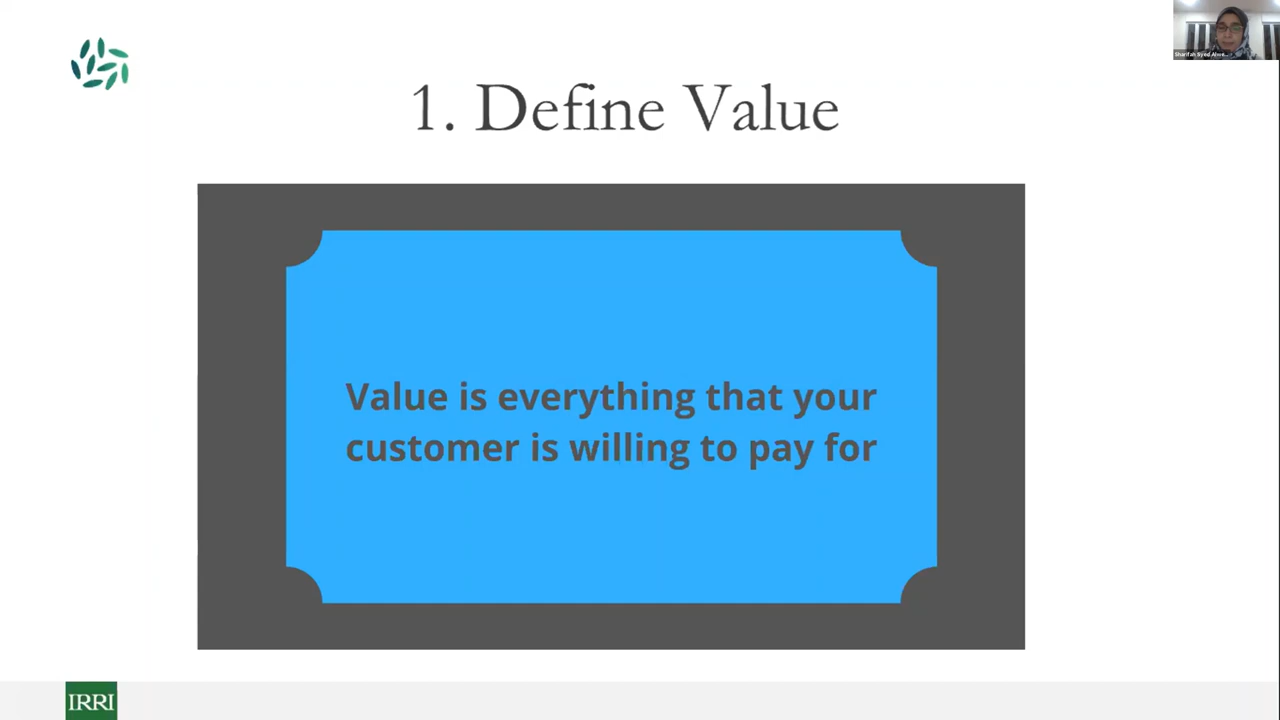 1. Define Value
Value is everything that your
customer is willing to pay for
IRRI